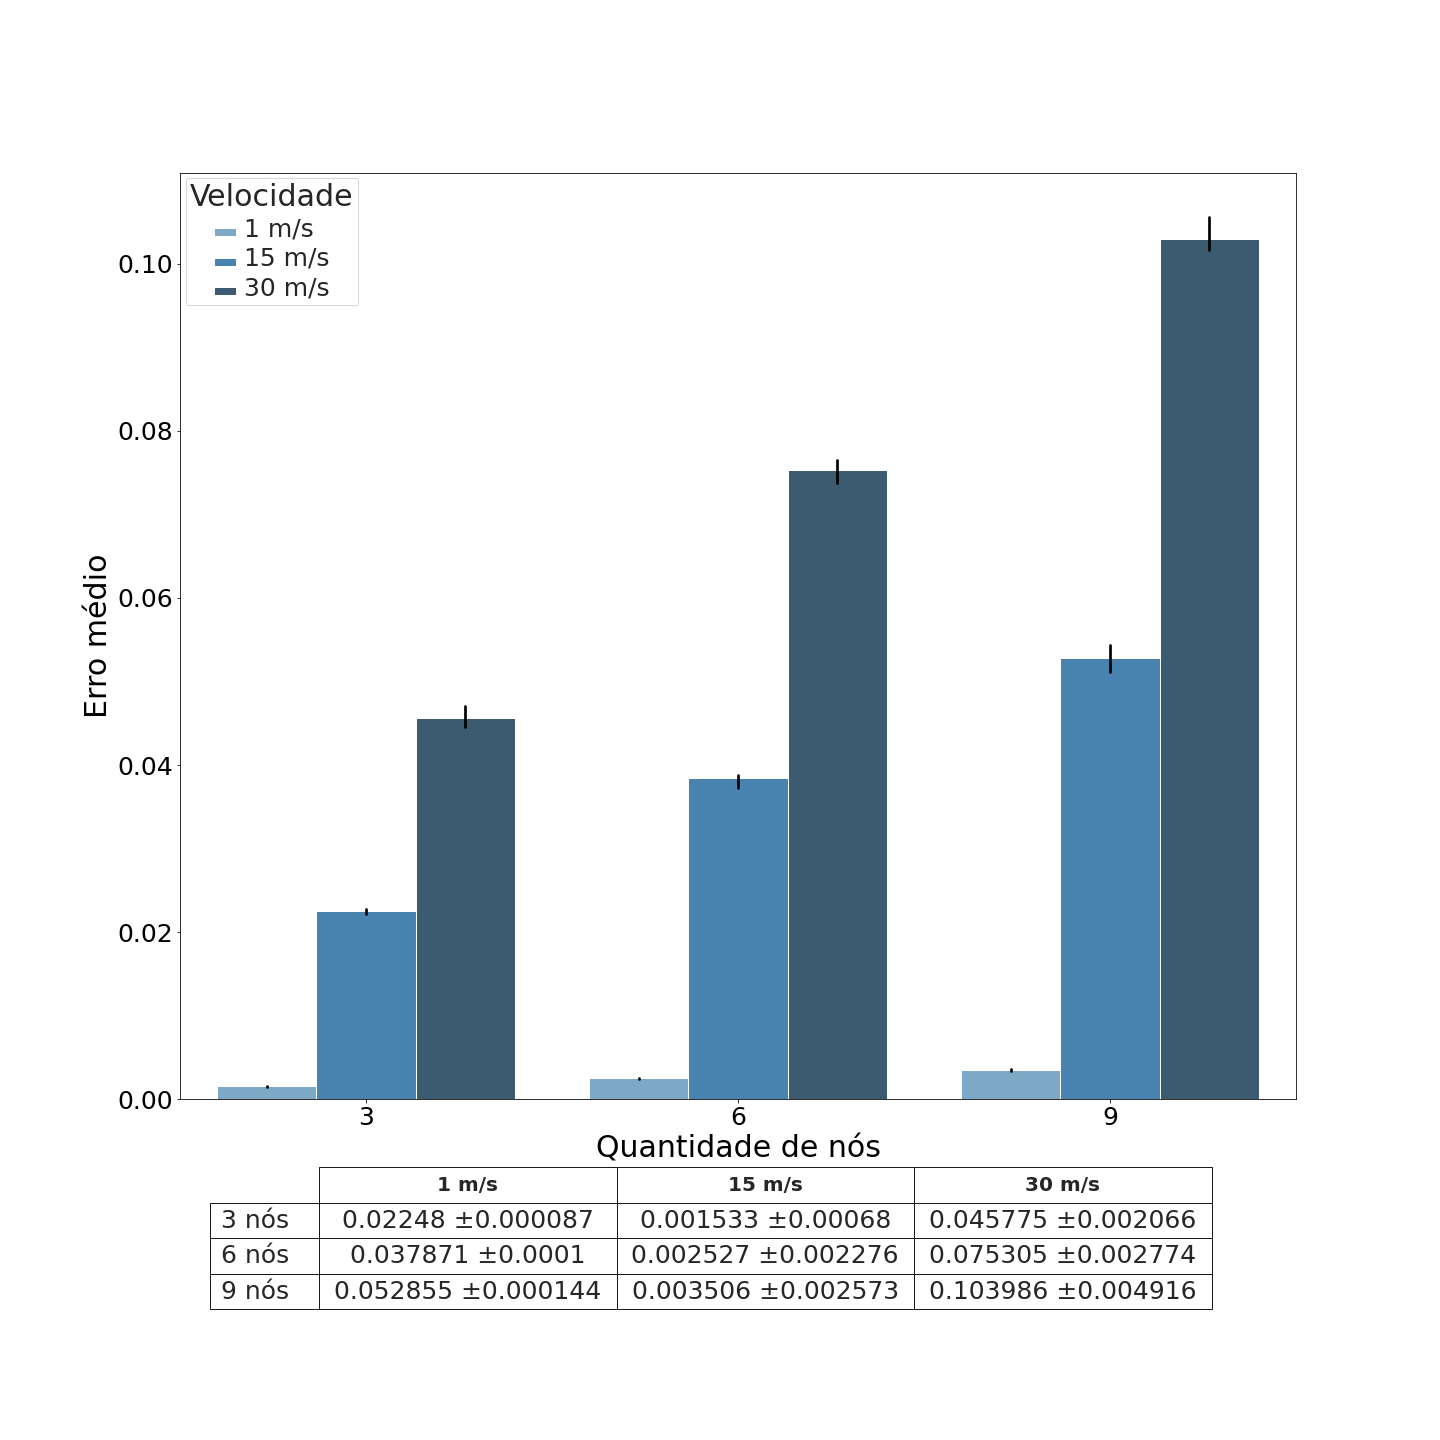 Velocidade
1 m/s
15 m/s
30 m/s
0.10
0.08
0.06
0.04
0.02
0.00
Erro médio
3 6 9
Quantidade de nós
1 m/s 15 m/s 30 m/s
3 nós 0.02248 ±0.000087 0.001533 ±0.00068 0.045775 ±0.002066
6 nós 0.037871 ±0.0001 0.002527 ±0.002276 0.075305 ±0.002774
9 nós 0.052855 ±0.000144 0.003506 ±0.002573 0.103986 ±0.004916